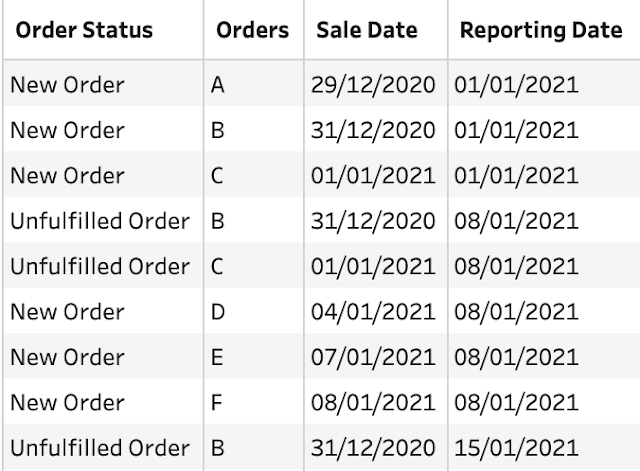 Order Status Orders Sale Date Reporting Date
New Order A 29/12/2020 01/01/2021
New Order B 31/12/2020 01/01/2021
New Order C 01/01/2021 01/01/2021
Unfulfilled Order B 31/12/2020 08/01/2021
Unfulfilled Order C 01/01/2021 08/01/2021
New Order D 04/01/2021 08/01/2021
New Order E 07/01/2021 08/01/2021
New Order F 08/01/2021 08/01/2021
Unfulfilled Order B 31/12/2020 15/01/2021